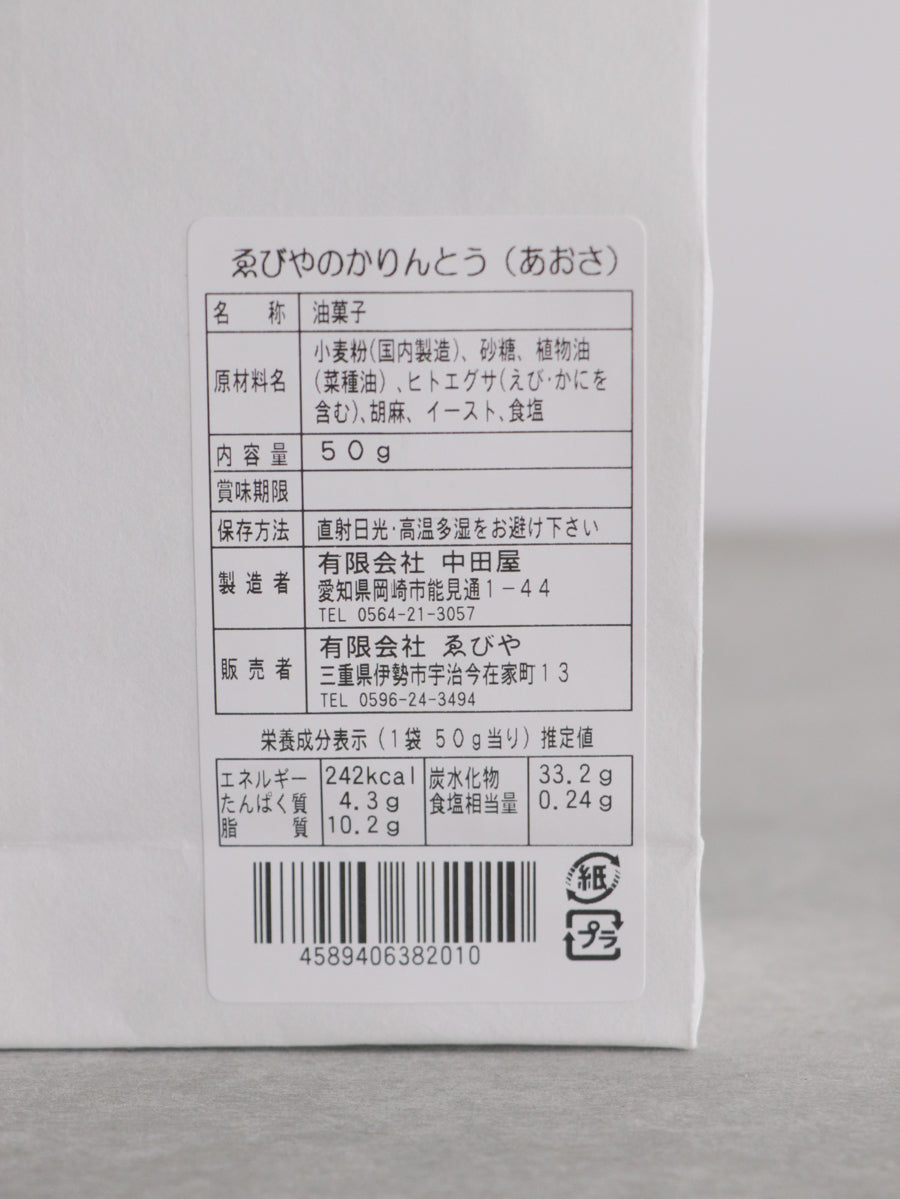 ゑびやのかりんとう（あおさ）
名称 油菓子
原材料名 小麦粉(国内製造)、砂糖、植物油
(菜種油)、ヒトエグサ(えび・かにを
含む)、胡麻、イースト、食塩
内容量 50g
賞味期限
保存方法 直射日光・高温多湿をお避け下さい
製造者 有限会社 中田屋
愛知県岡崎市能見通1－44
TEL 0564-21-3057
販売者 有限会社 ゑびや
三重県伊勢市宇治今在家町13
TEL 0596-24-3494
栄養成分表示（1袋 50g当り）推定値
エネルギー 242kcal 炭水化物 33.2g
たんぱく質 4.3g 食塩相当量 0.24g
脂質 10.2g
紙
プラ
4589406382010